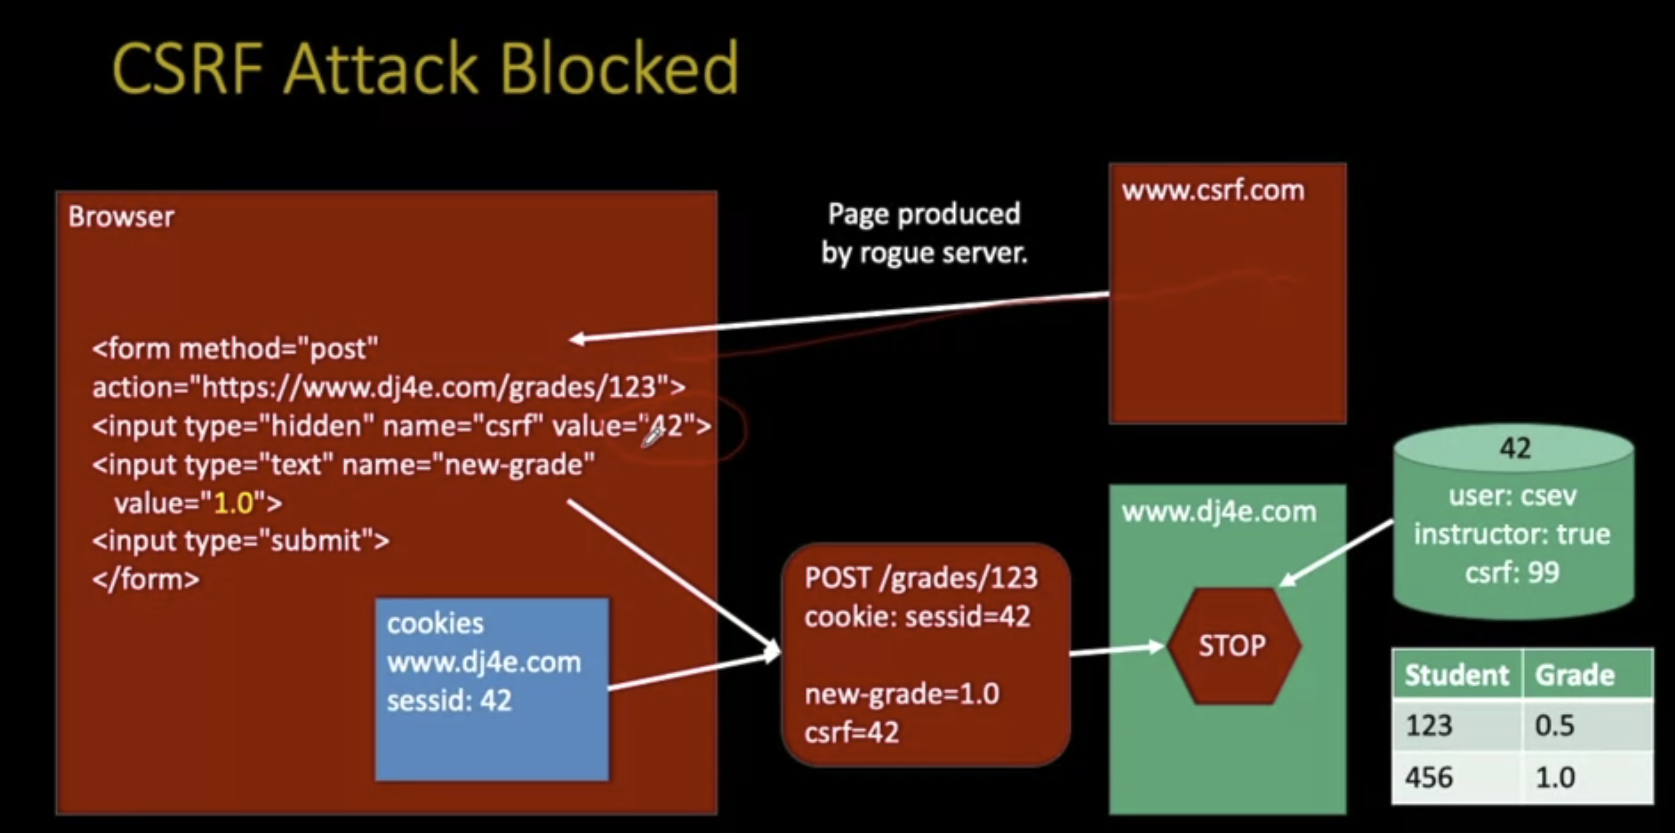 CSRF Attack Blocked
Browser
<form method="post"
action="https://www.dj4e.com/grades/123">
<input type="hidden" name="csrf" value="42">
<input type="text" name="new-grade"
value="1.0">
<input type="submit">
</form>
cookies
www.dj4e.com
sessid: 42
Page produced
by rogue server.
www.csrf.com
POST /grades/123
cookie: sessid=42
new-grade=1.0
csrf=42
www.dj4e.com
STOP
42
user: csev
instructor: true
csrf: 99
Student Grade
123 0.5
456 1.0